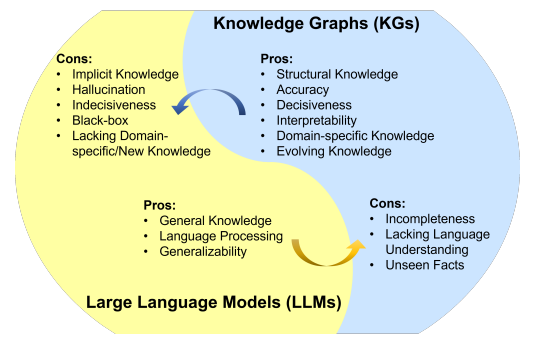 Knowledge Graphs (KGs)
Cons:
• Implicit Knowledge
• Hallucination
• Indecisiveness
• Black-box
• Lacking Domain-
specific/New Knowledge
Pros:
• Structural Knowledge
• Accuracy
• Decisiveness
• Interpretability
• Domain-specific Knowledge
• Evolving Knowledge
Pros:
• General Knowledge
• Language Processing
• Generalizability
Cons:
• Incompleteness
• Lacking Language
Understanding
• Unseen Facts
Large Language Models (LLMs)